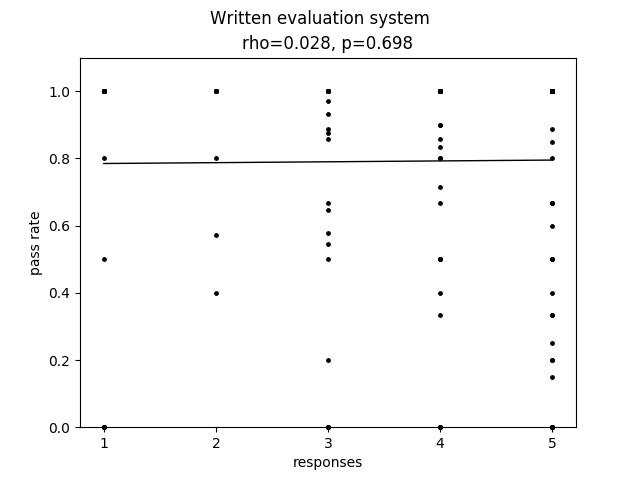 Written evaluation system
rho=0.028, p=0.698
1.0
0.8
0.6
0.4
0.2
0.0
pass rate
1 2 3 4 5
responses